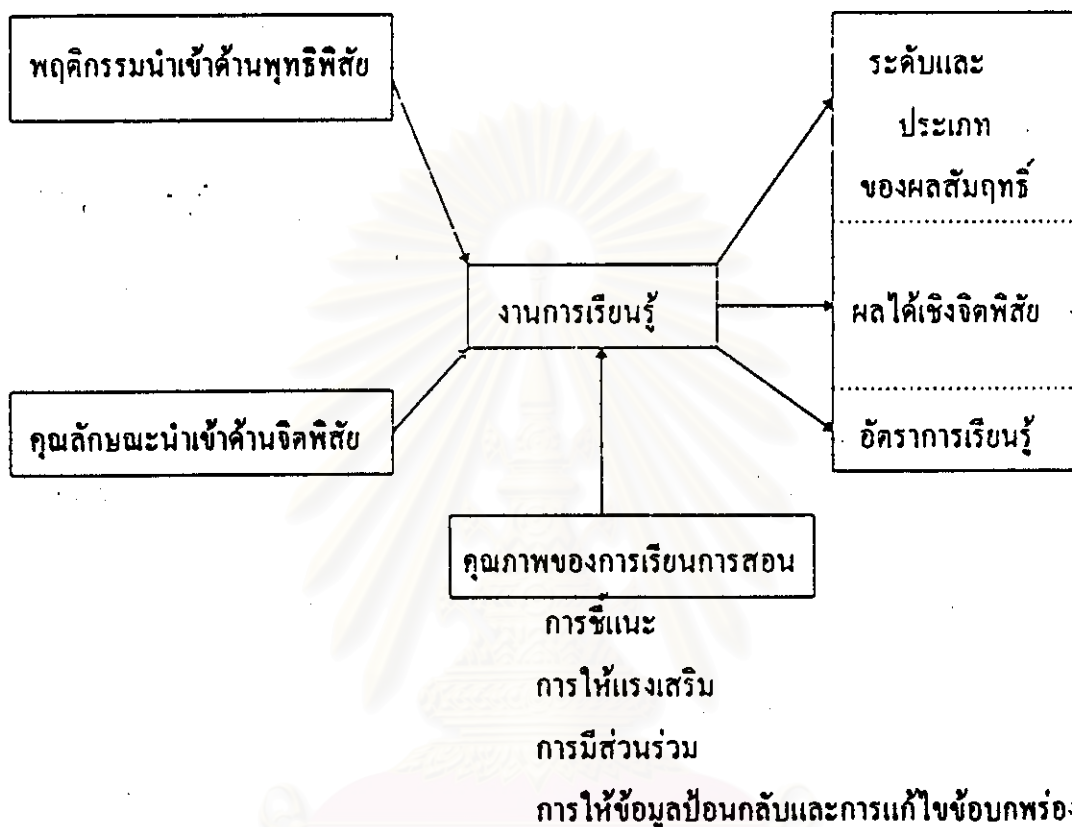 พฤติกรรมนำเข้าด้านพุทธิพิสัย
ระดับและ
ประเภท
ของผลสัมฤทธิ์
งานการเรียนรู้
ผลได้เชิงจิตพิสัย
คุณลักษณะนำเข้าด้านจิตพิสัย
อัตราการเรียนรู้
คุณภาพของการเรียนการสอน
การชี้แนะ
การให้แรงเสริม
การมีส่วนร่วม
การให้ข้อมูลป้อนกลับและการแก้ไขข้อบกพร่อง